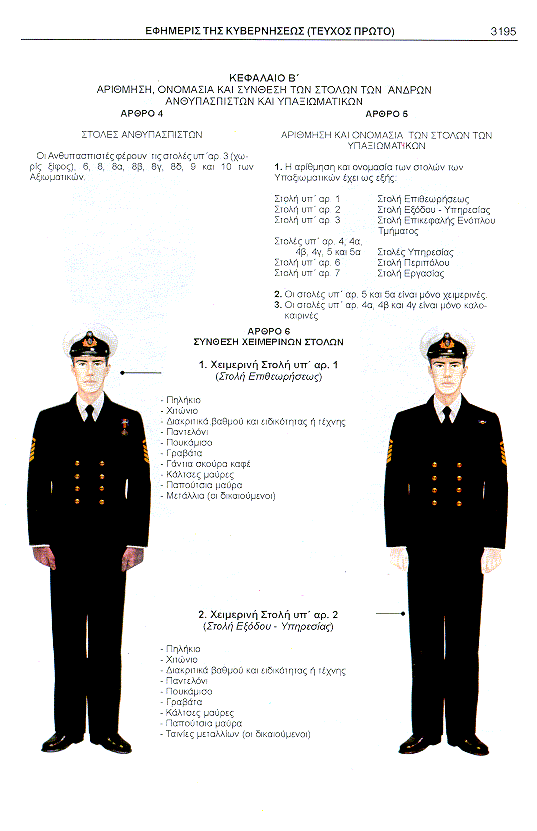 ΕΦΗΜΕΡΙΣ ΤΗΣ ΚΥΒΕΡΝΗΣΕΩΣ (ΤΕΥΧΟΣ ΠΡΩΤΟ)
3195
ΚΕΦΑΛΑΙΟ Β΄
ΑΡΙΘΜΗΣΗ, ΟΝΟΜΑΣΙΑ ΚΑΙ ΣΥΝΘΕΣΗ ΤΩΝ ΣΤΟΛΩΝ ΤΩΝ ΑΝΔΡΩΝ
ΑΝΘΥΠΑΣΠΙΣΤΩΝ ΚΑΙ ΥΠΑΞΙΩΜΑΤΙΚΩΝ
ΑΡΘΡΟ 4
ΣΤΟΛΕΣ ΑΝΘΥΠΑΣΠΙΣΤΩΝ
Οι Ανθυπασπιστές φέρουν τις στολές υπ΄αρ. 3 (χω-
ρίς ξίφος), 6, 8, 8α, 8β, 8γ, 8δ, 9 και 10 των
Αξιωματικών.
ΑΡΘΡΟ 5
ΑΡΙΘΜΗΣΗ ΚΑΙ ΟΝΟΜΑΣΙΑ ΤΩΝ ΣΤΟΛΩΝ ΤΩΝ
ΥΠΑΞΙΩΜΑΤΙΚΩΝ
1. Η αρίθμηση και ονομασία των στολών των
Υπαξιωματικών έχει ως εξής:
Στολή υπ΄ αρ. 1 Στολή Επιθεωρήσεως
Στολή υπ΄ αρ. 2 Στολή Εξόδου - Υπηρεσίας
Στολή υπ΄ αρ. 3 Στολή Επικεφαλής Ενόπλου
Τμήματος
Στολές υπ΄ αρ. 4, 4α,
4β, 4γ, 5 και 5α Στολές Υπηρεσίας
Στολή υπ΄ αρ. 6 Στολή Περιπόλου
Στολή υπ΄ αρ. 7 Στολή Εργασίας
2. Οι στολές υπ΄ αρ. 5 και 5α είναι μόνο χειμερινές.
3. Οι στολές υπ΄ αρ. 4α, 4β και 4γ είναι μόνο καλο-
καιρινές
ΑΡΘΡΟ 6
ΣΥΝΘΕΣΗ ΧΕΙΜΕΡΙΝΩΝ ΣΤΟΛΩΝ
1. Χειμερινή Στολή υπ΄ αρ. 1
(Στολή Επιθεωρήσεως)
- Πηλήκιο
- Χιτώνιο
- Διακριτικά βαθμού και ειδικότητας ή τέχνης
- Παντελόνι
- Πουκάμισο
- Γραβάτα
- Γάντια σκούρα καφέ
- Κάλτσες μαύρες
- Παπούτσια μαύρα
- Μετάλλια (οι δικαιούμενοι)
2. Χειμερινή Στολή υπ΄ αρ. 2
(Στολή Εξόδου - Υπηρεσίας)
- Πηλήκιο
- Χιτώνιο
- Διακριτικά βαθμού και ειδικότητας ή τέχνης
- Παντελόνι
- Πουκάμισο
- Γραβάτα
- Κάλτσες μαύρες
- Παπούτσια μαύρα
- Ταινίες μεταλλίων (οι δικαιούμενοι)